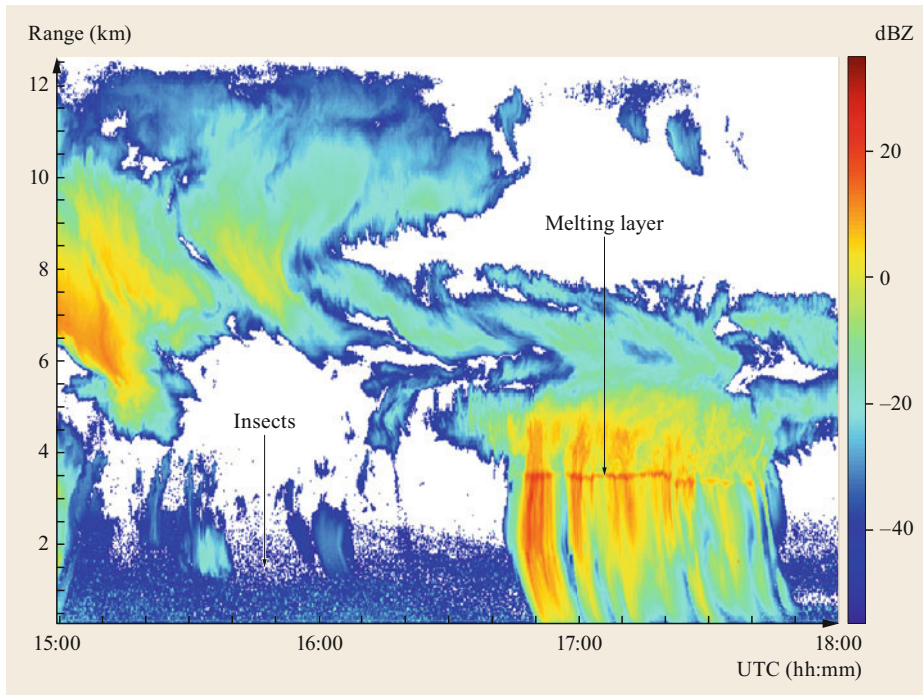 Range (km)
dBZ
12
10
8
6
4
2
20
0
–20
–40
Melting layer
Insects
15:00
16:00
17:00
18:00
UTC (hh:mm)